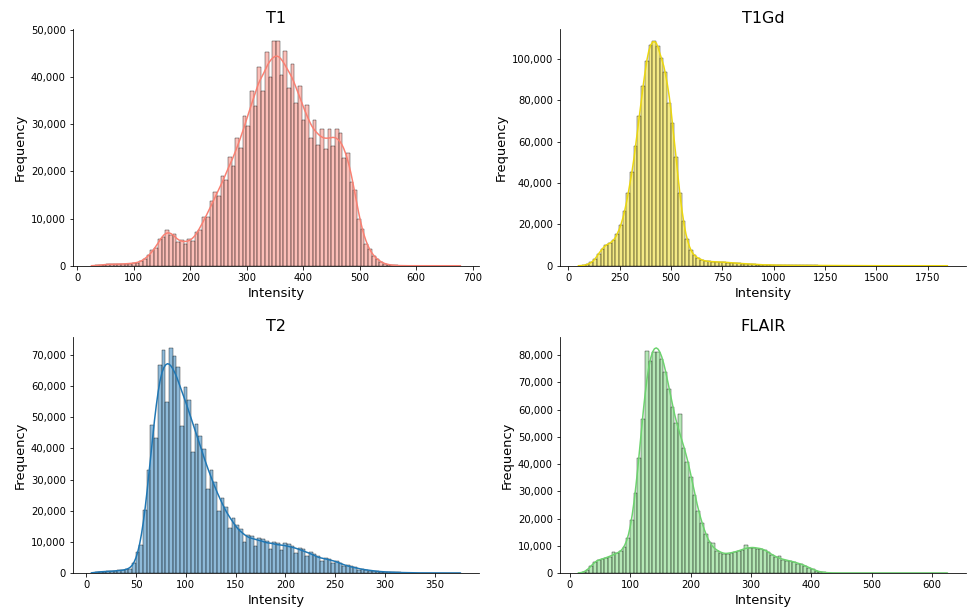 T1
50,000
40,000
30,000
20,000
10,000
0
Frequency
0 100 200 300 400 500 600 700
Intensity
T1Gd
100,000
80,000
60,000
40,000
20,000
0
Frequency
0 250 500 750 1000 1250 1500 1750
Intensity
T2
70,000
60,000
50,000
40,000
30,000
20,000
10,000
0
Frequency
0 50 100 150 200 250 300 350
Intensity
FLAIR
80,000
70,000
60,000
50,000
40,000
30,000
20,000
10,000
0
Frequency
0 100 200 300 400 500 600
Intensity